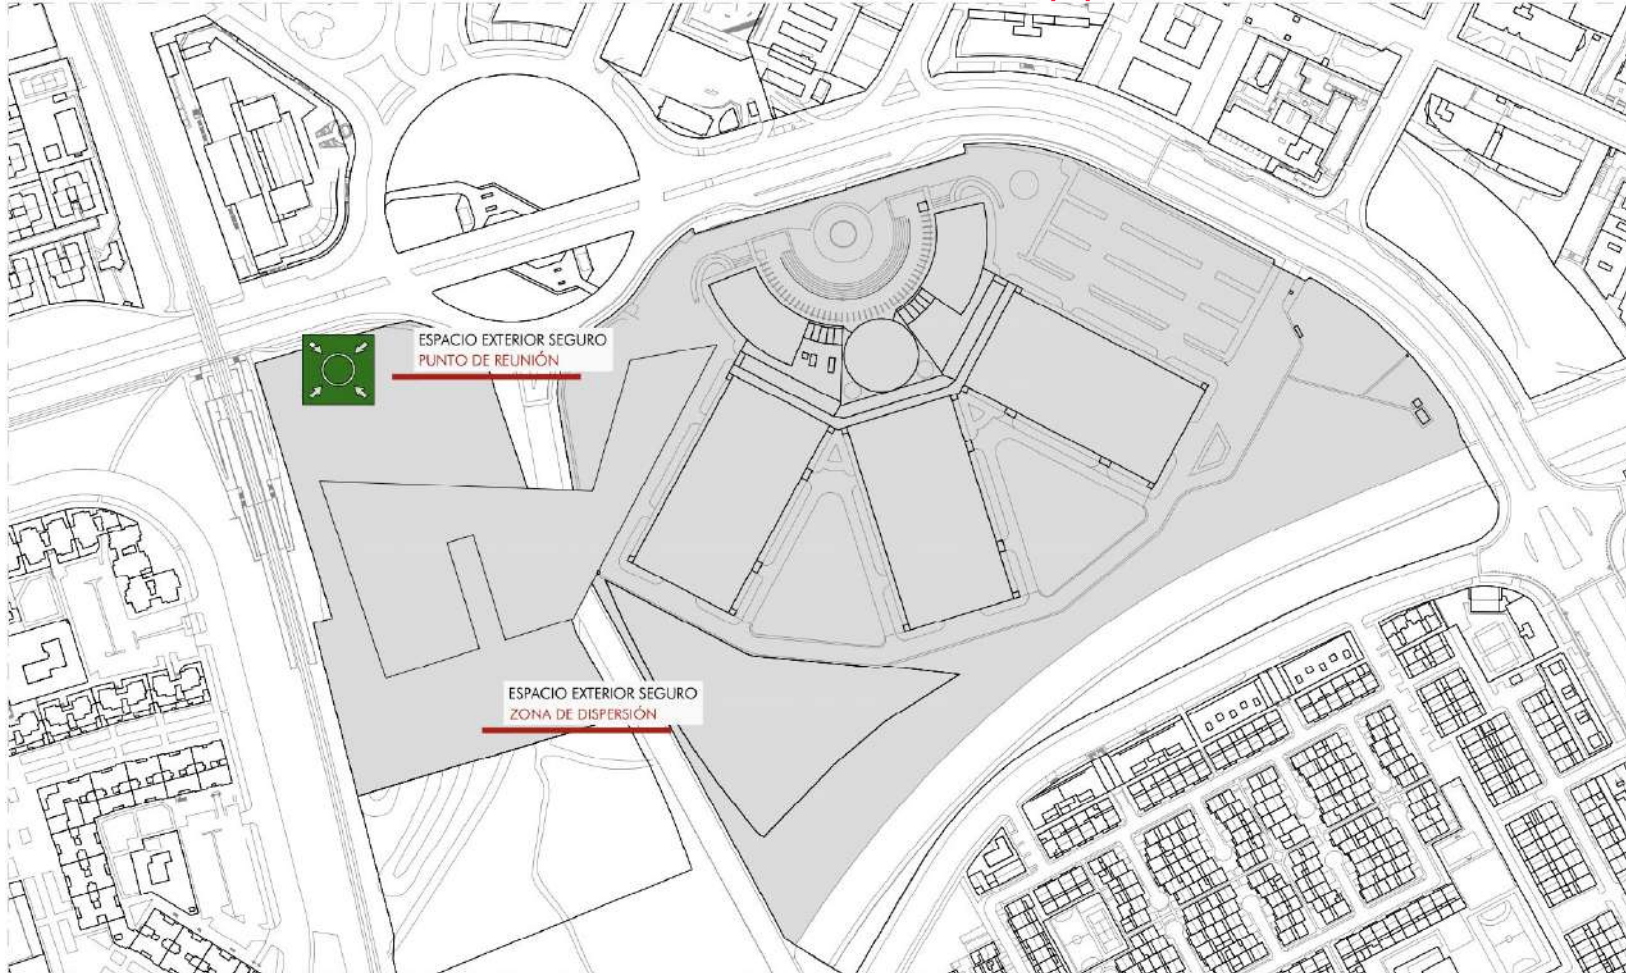 ESPACIO EXTERIOR SEGURO
PUNTO DE REUNIÓN
ESPACIO EXTERIOR SEGURO
ZONA DE DISPERSIÓN